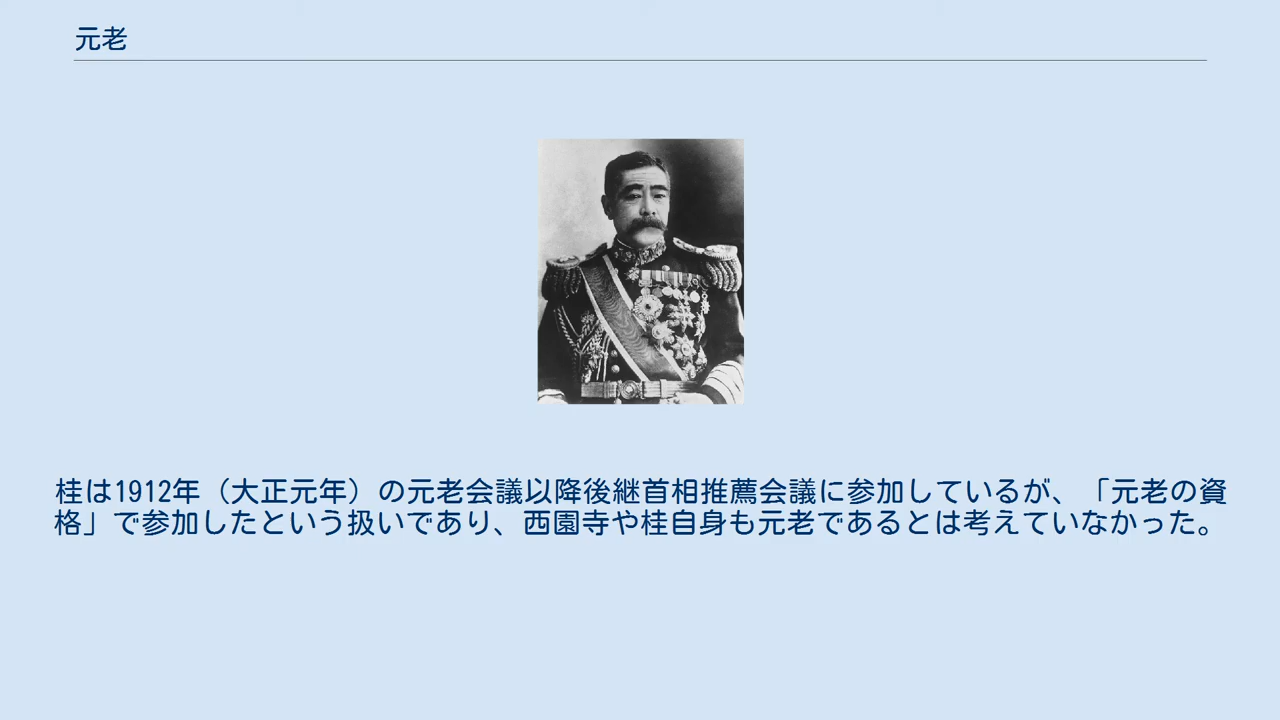 元老
桂は1912年（大正元年）の元老会議以降後継首相推薦会議に参加しているが、「元老の資
格」で参加したという扱いであり、西園寺や桂自身も元老であるとは考えていなかった。